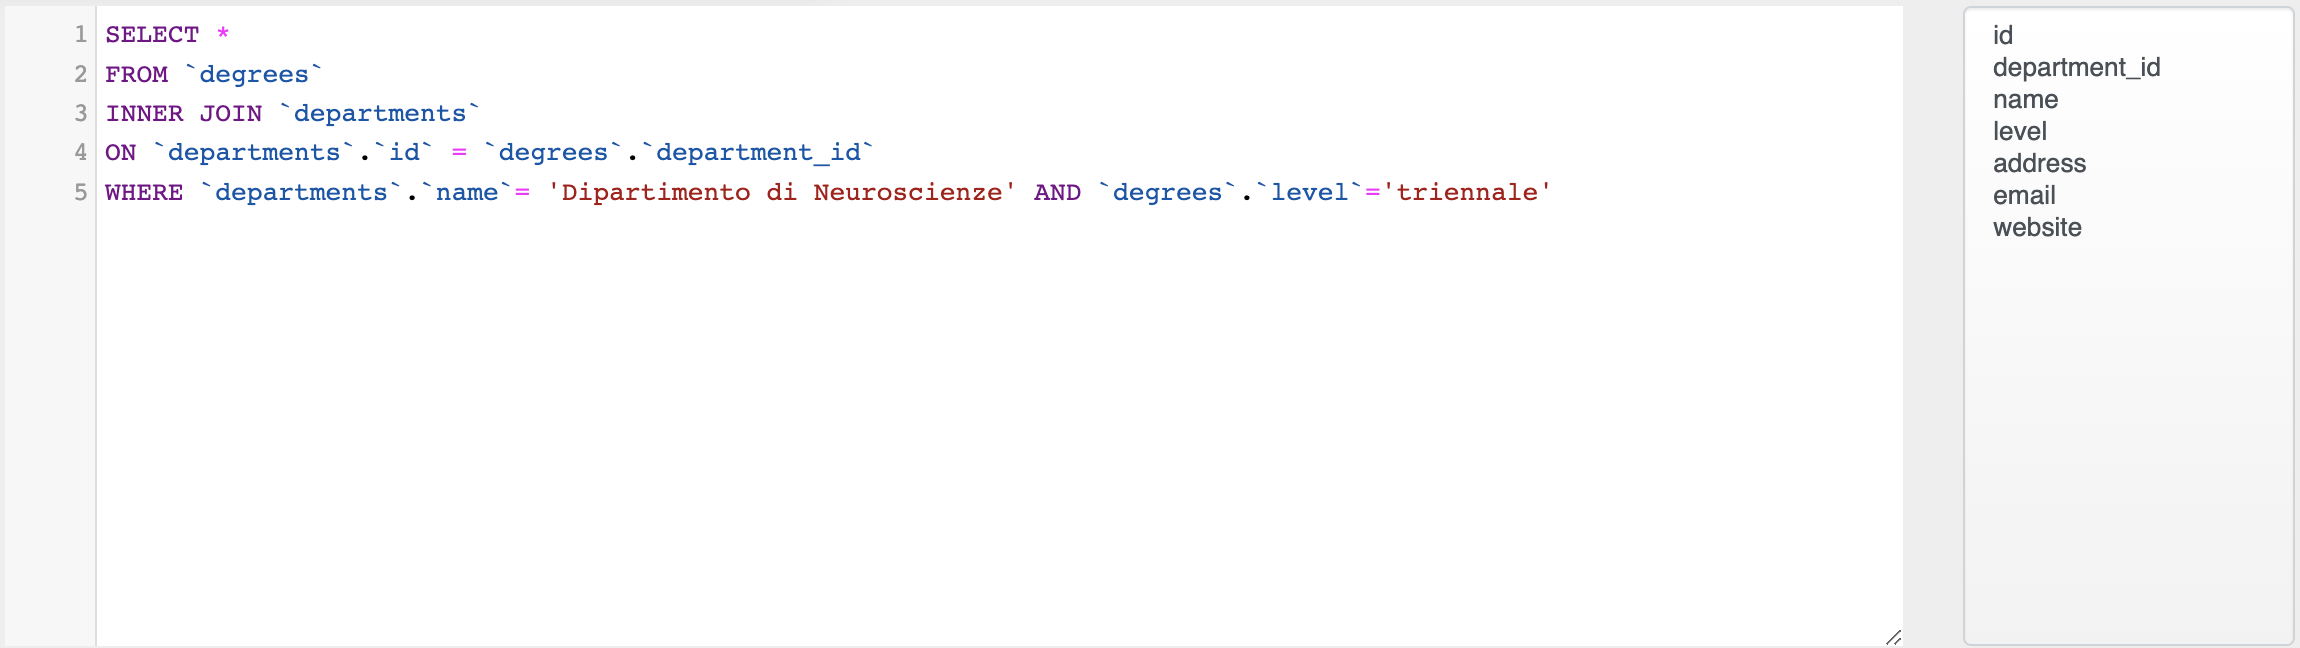 1 SELECT *
2 FROM `degrees`
3 INNER JOIN `departments`
4 ON `departments`.`id` = `degrees`.`department_id`
5 WHERE `departments`.`name`= 'Dipartimento di Neuroscienze' AND `degrees`.`level`='triennale'
id
department_id
name
level
address
email
website